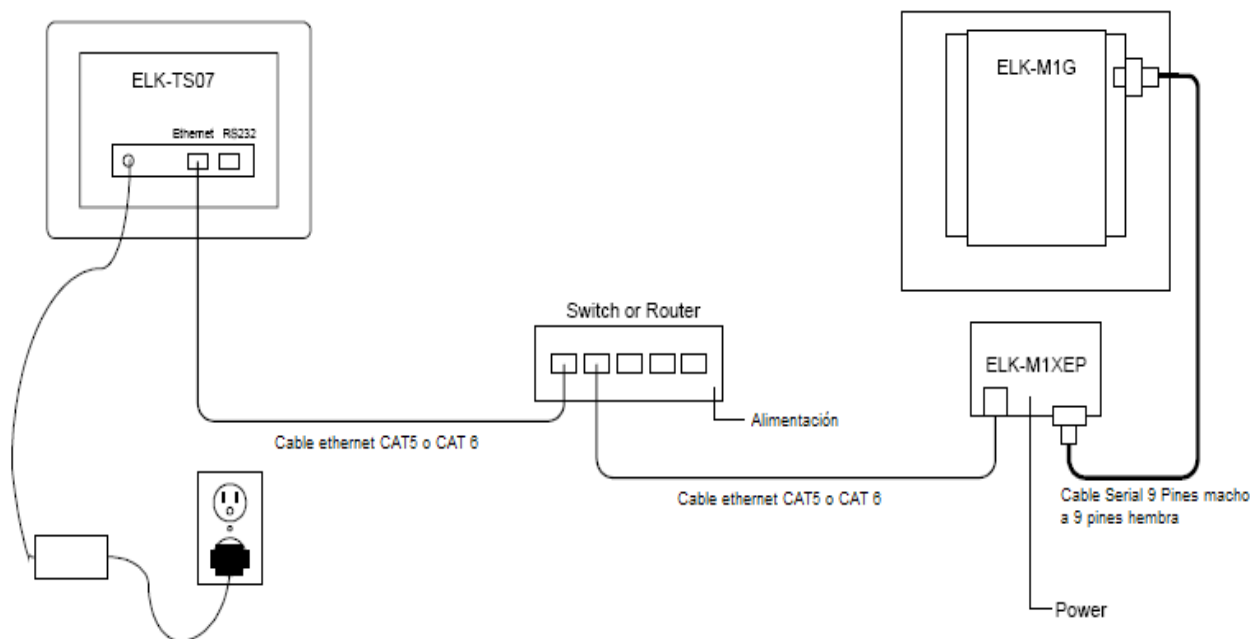 ELK-TS07
Ethernet RS232
ELK-M1G
Switch or Router
ELK-M1XEP
Alimentación
Cable ethernet CAT5 o CAT 6
Cable ethernet CAT5 o CAT 6
Cable Serial 9 Pines macho
a 9 pines hembra
Power